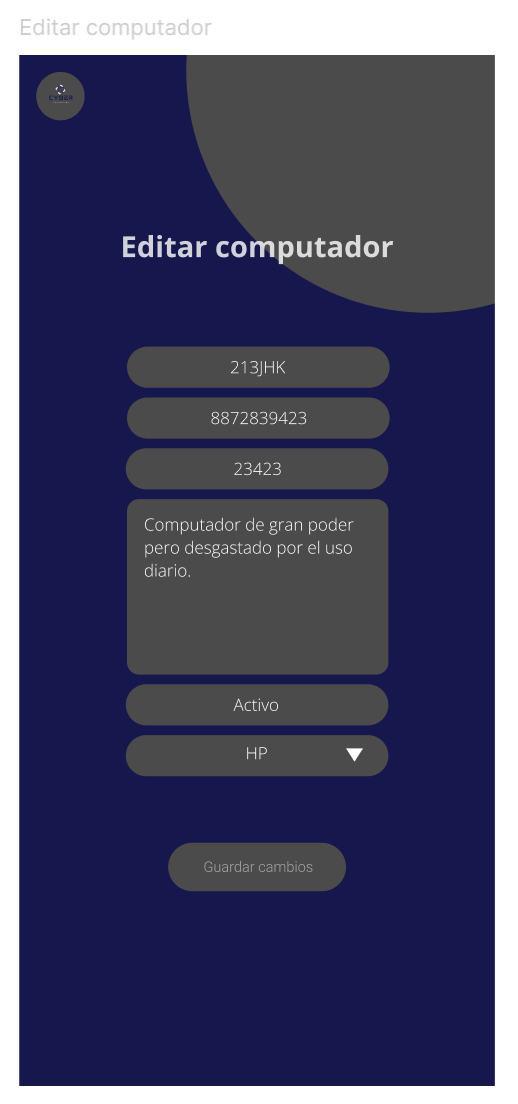 Editar computador
CYBER
Editar computador
213JHK
8872839423
23423
Computador de gran poder
pero desgastado por el uso
diario.
Activo
HP
Guardar cambios